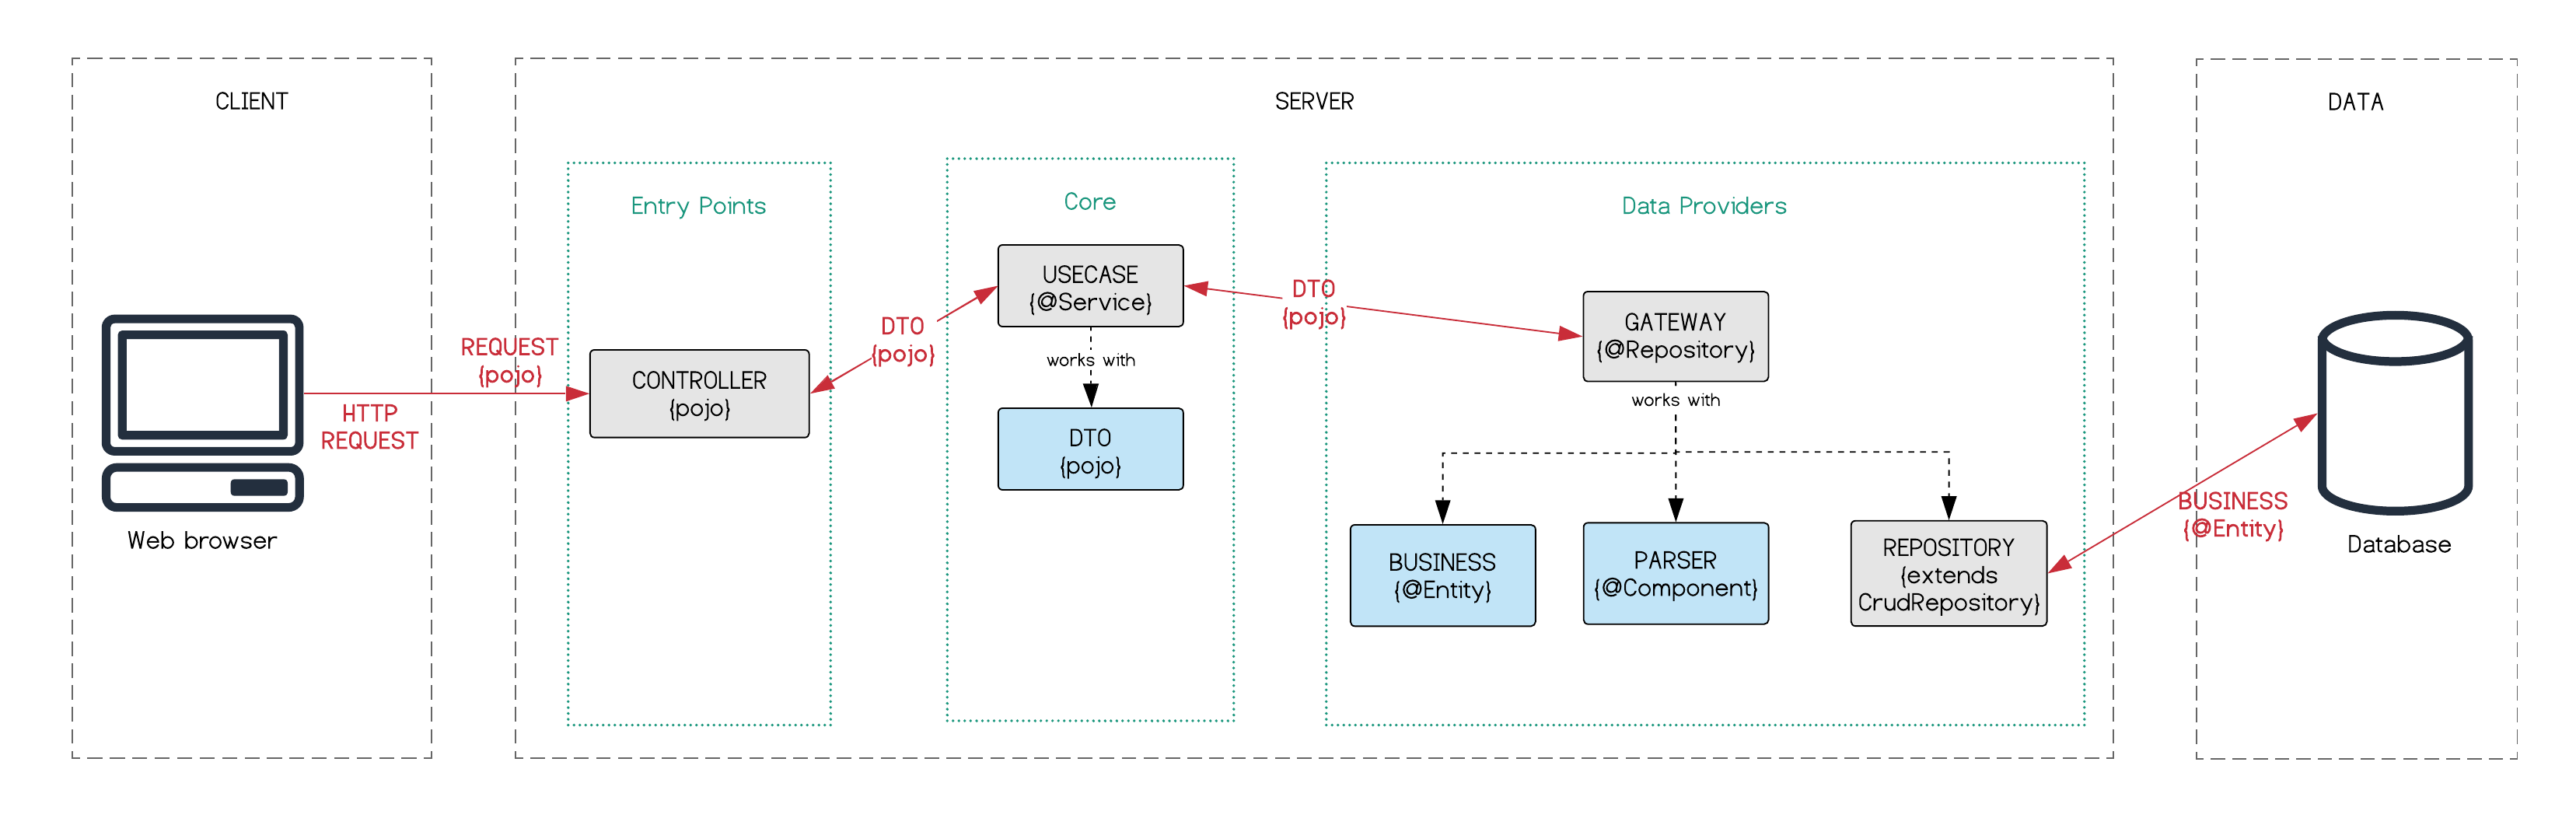 CLIENT
SERVER
DATA
Entry Points
Core
Data Providers
Web browser
HTTP
REQUEST
REQUEST
{pojo}
CONTROLLER
{pojo}
DTO
{pojo}
USECASE
{@Service}
works with
DTO
{pojo}
DTO
{pojo}
GATEWAY
{@Repository}
works with
BUSINESS
{@Entity}
PARSER
{@Component}
REPOSITORY
{extends
CrudRepository}
BUSINESS
{@Entity}
Database